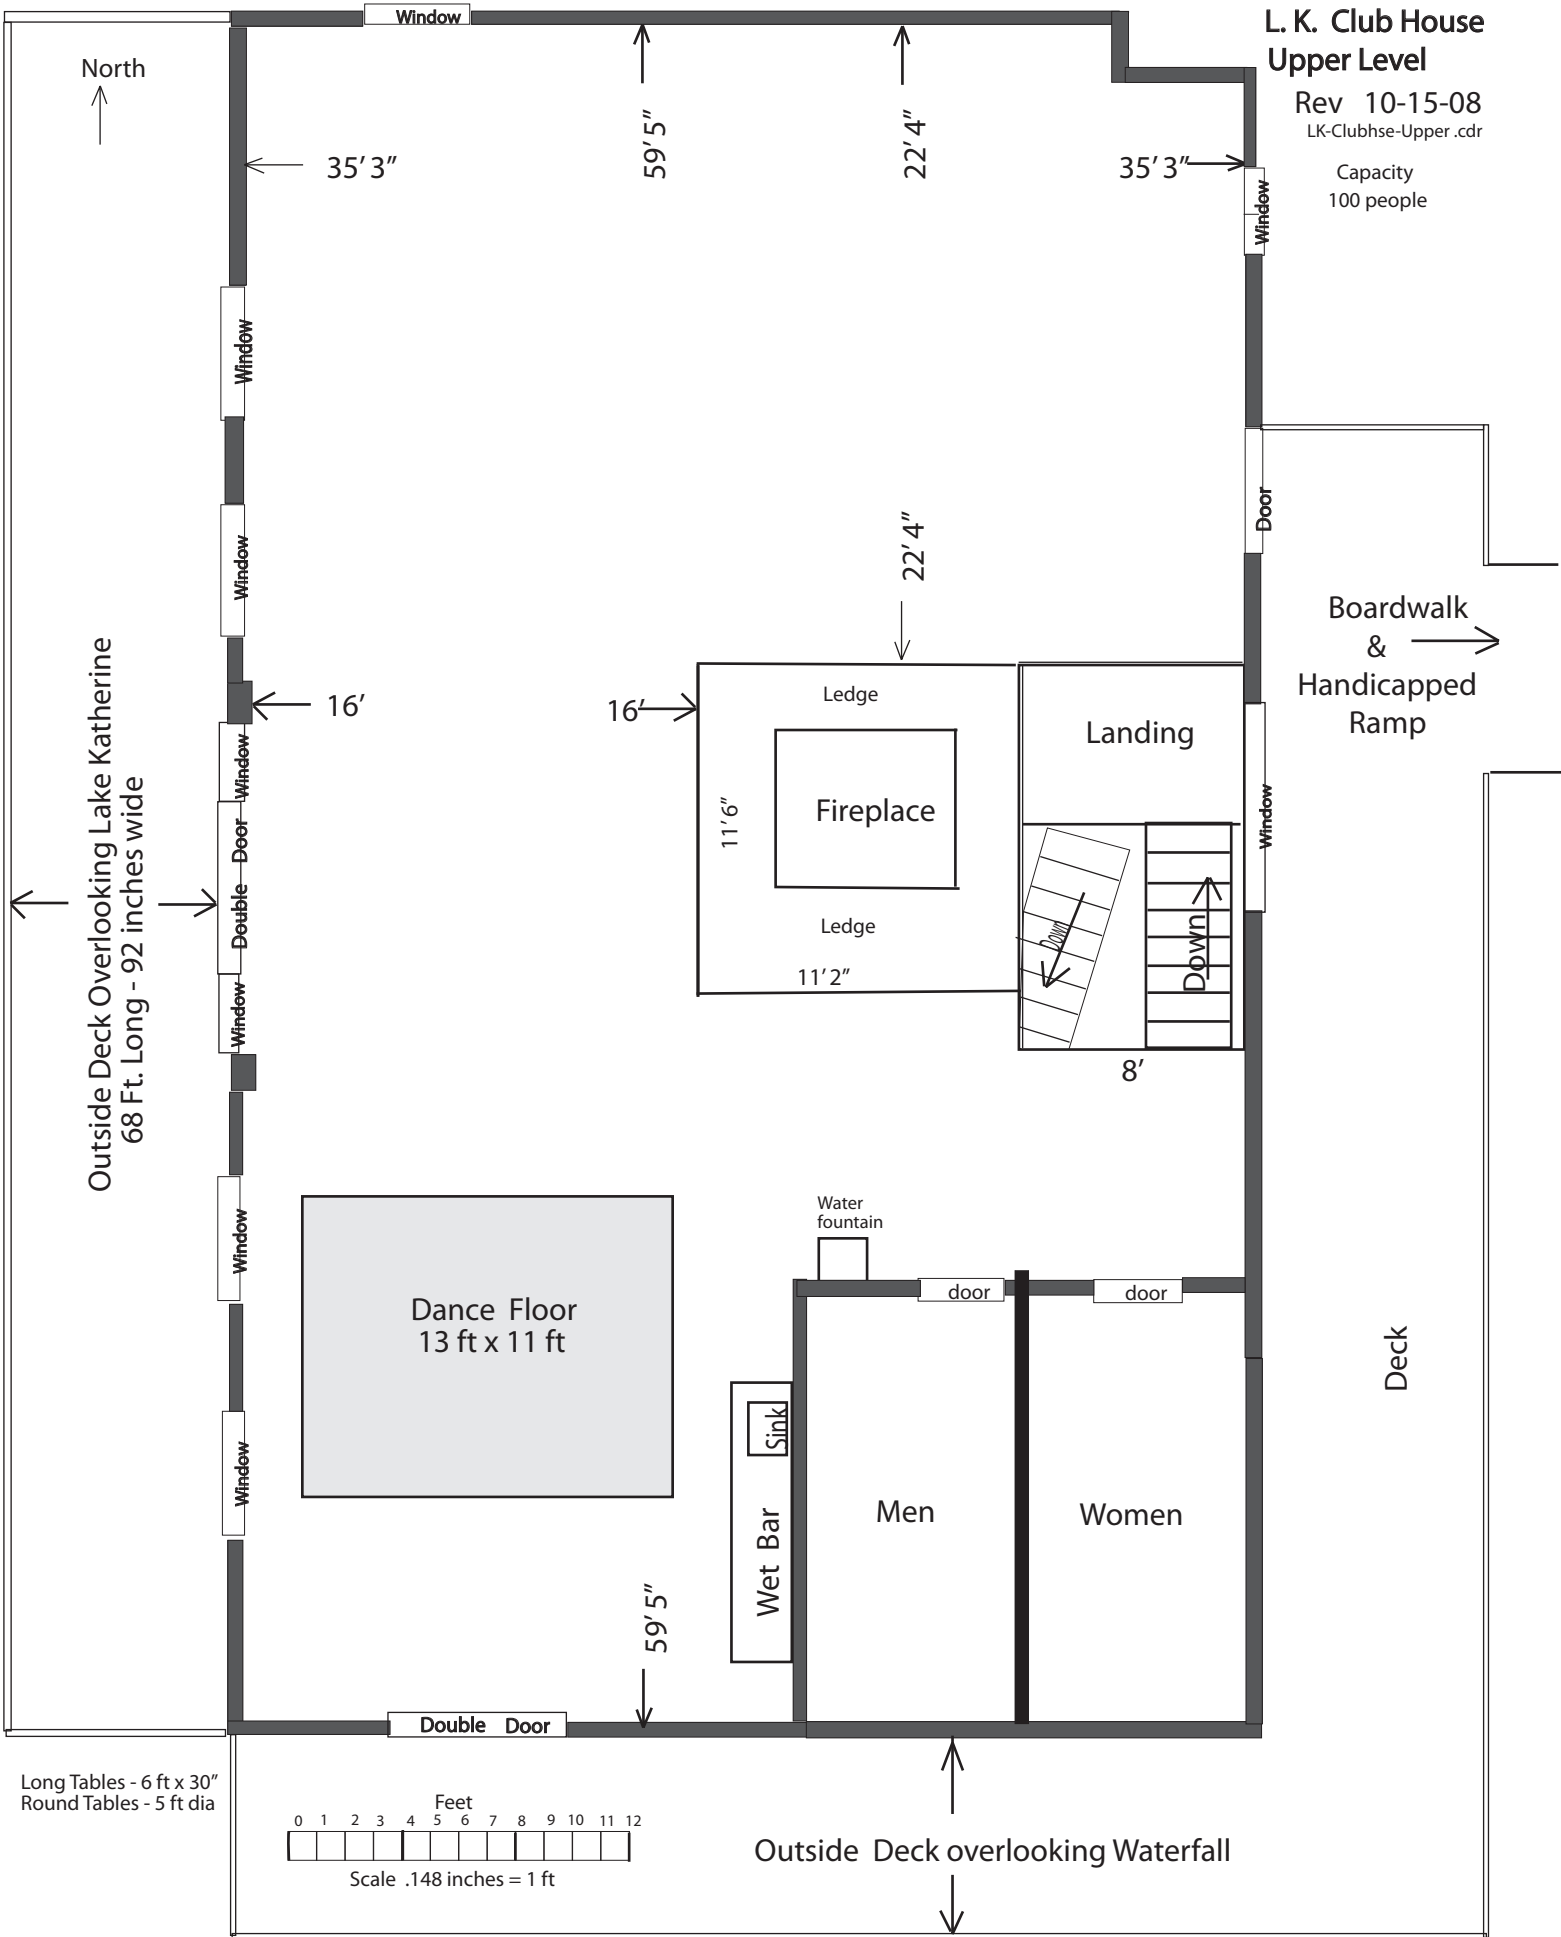 L. K. Club House
Upper Level
Rev 10-15-08
LK-Clubhse-Upper .cdr
Capacity
100 people
Window
North
35' 3"
59' 5"
22' 4"
35' 3"
Window
Window
Door
Window
22' 4"
Boardwalk
&
Handicapped
Ramp
Outside Deck Overlooking Lake Katherine
68 Ft. Long - 92 inches wide
16'
16'
Ledge
Landing
Window
Fireplace
11' 6"
Window
Double Door
Ledge
11' 2"
Down
Down
Window
8'
Water
fountain
Window
Dance Floor
13 ft x 11 ft
door
door
Deck
Sink
Window
Wet Bar
Men
Women
59' 5"
Double Door
Long Tables - 6 ft x 30"
Round Tables - 5 ft dia
Feet
0 1 2 3 4 5 6 7 8 9 10 11 12
Scale .148 inches = 1 ft
Outside Deck overlooking Waterfall